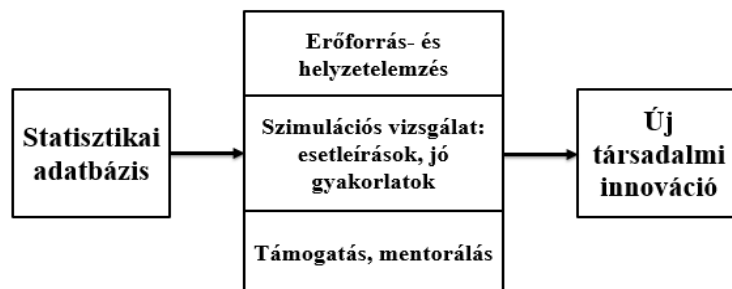 Statisztikai
adatbázis
Erőforrás- és
helyzetelemzés
Szimulációs vizsgálat:
esetleírások, jó
gyakorlatok
Támogatás, mentorálás
Új
társadalmi
innováció